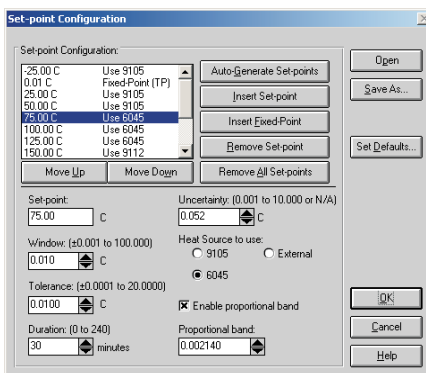 Set-point Configuration
Set-point Configuration:
-25.00 C Use 9105
0.01 C Fixed-Point (TP)
25.00 C Use 9105
50.00 C Use 9105
75.00 C Use 6045
100.00 C Use 6045
125.00 C Use 6045
150.00 C Use 9112
Move Up Move Down
Auto-Generate Set-points
Insert Set-point
Insert Fixed-Point
Remove Set-point
Remove All Set-points
Open
Save As...
Set Defaults...
Set-point:
75.00 C
Uncertainty: (0.001 to 10.000 or N/A)
0.052 C
Window: (±0.001 to 100.000)
0.010 C
Heat Source to use:
9105 External
6045
Tolerance: (±0.0001 to 20.0000)
0.0100 C
Enable proportional band
Duration: (0 to 240)
30 minutes
Proportional band:
0.002140
OK
Cancel
Help